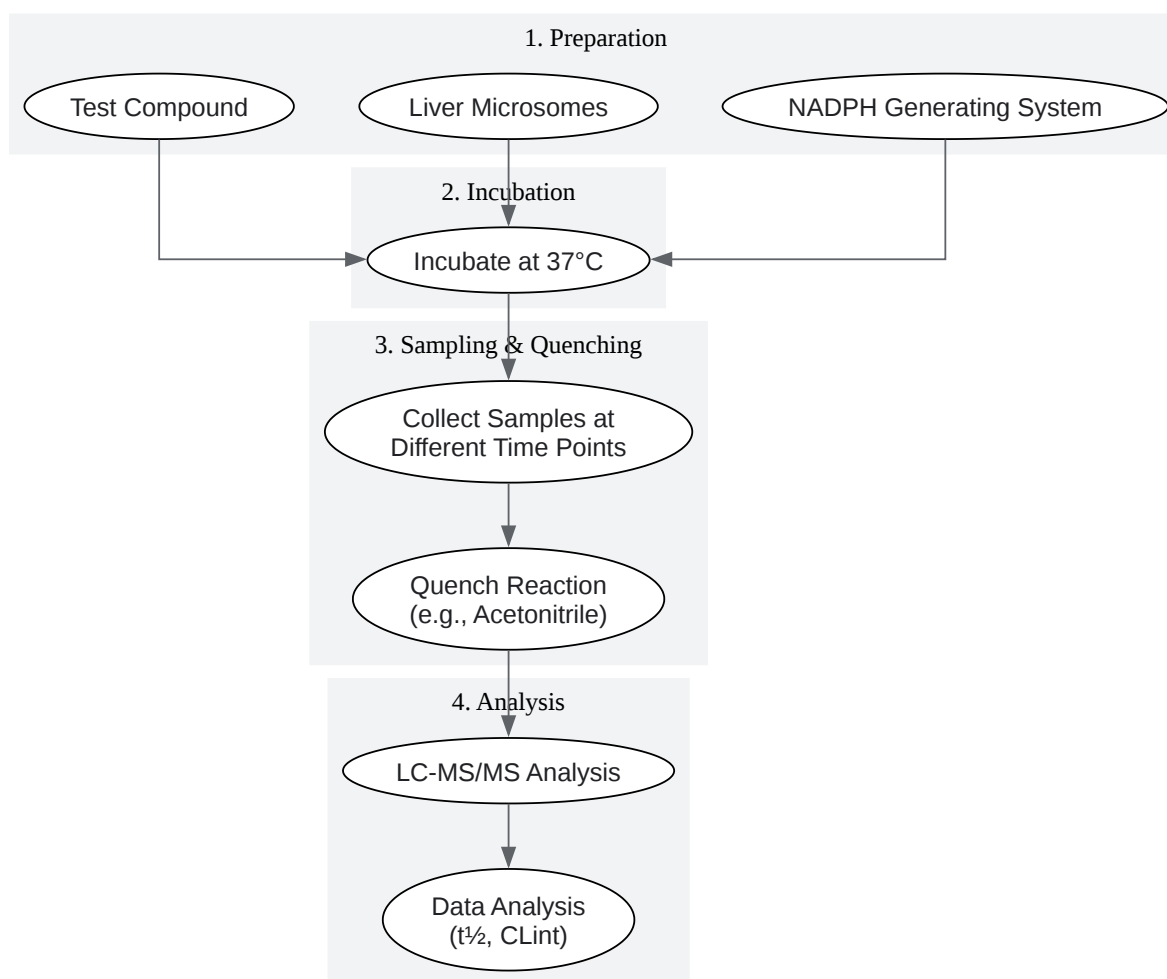 1. Preparation
Test Compound
Liver Microsomes
NADPH Generating System
2. Incubation
Incubate at 37°C
3. Sampling & Quenching
Collect Samples at
Different Time Points
Quench Reaction
(e.g., Acetonitrile)
4. Analysis
LC-MS/MS Analysis
Data Analysis
(t½, CLint)